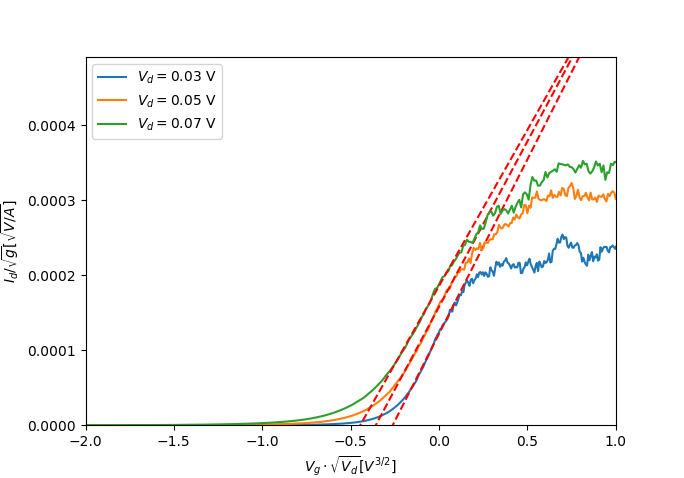 V_d = 0.03 V
V_d = 0.05 V
V_d = 0.07 V
0.0004
0.0003
0.0002
0.0001
0.0000
I_d/√g[√V/A]
−2.0 −1.5 −1.0 −0.5 0.0 0.5 1.0
V_g · √V_d [V^{3/2}]